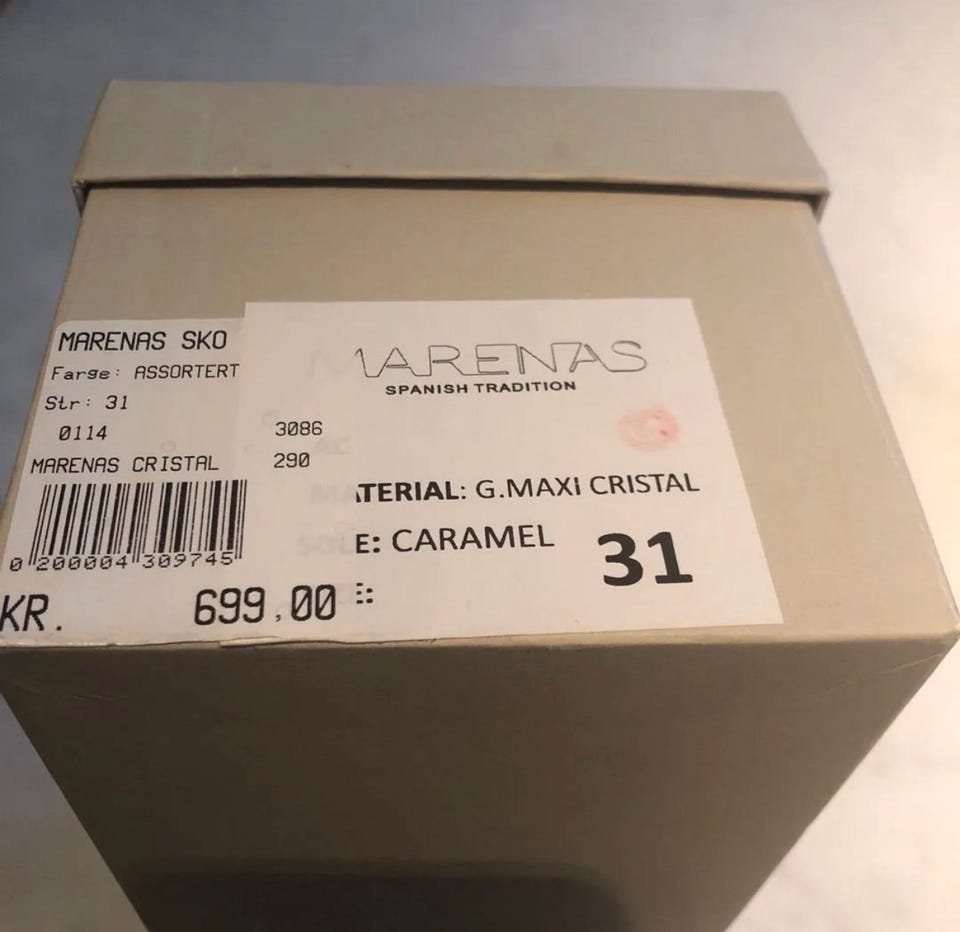 MARENAS SKO
Farge: ASSORTERT
Str: 31
0114 3086
MARENAS CRISTAL 290
0 200004 309745
KR. 699,00
MARENAS
SPANISH TRADITION
ATERIAL: G.MAXI CRISTAL
E: CARAMEL
31